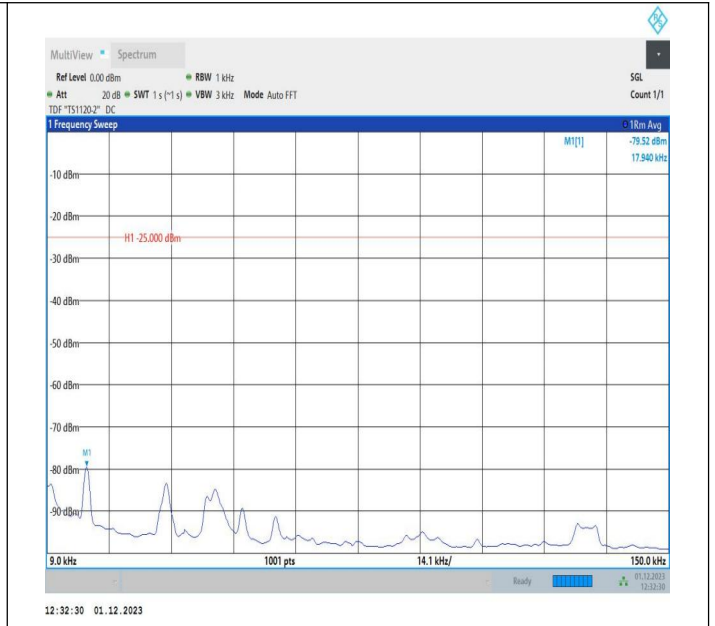 MultiView Spectrum
Ref Level 0.00 dBm RBW 1 kHz SGL
Att 20 dB SWT 1 s (~1 s) VBW 3 kHz Mode Auto FFT Count 1/1
TDF "TS1120-2" DC
1 Frequency Sweep 1Rm Avg
M1[1] -79.52 dBm
17.940 kHz
-10 dBm
-20 dBm
H1 -25.000 dBm
-30 dBm
-40 dBm
-50 dBm
-60 dBm
-70 dBm
M1
-80 dBm
-90 dBm
9.0 kHz 1001 pts 14.1 kHz/ 150.0 kHz
Ready 01.12.2023
12:32:30
12:32:30 01.12.2023